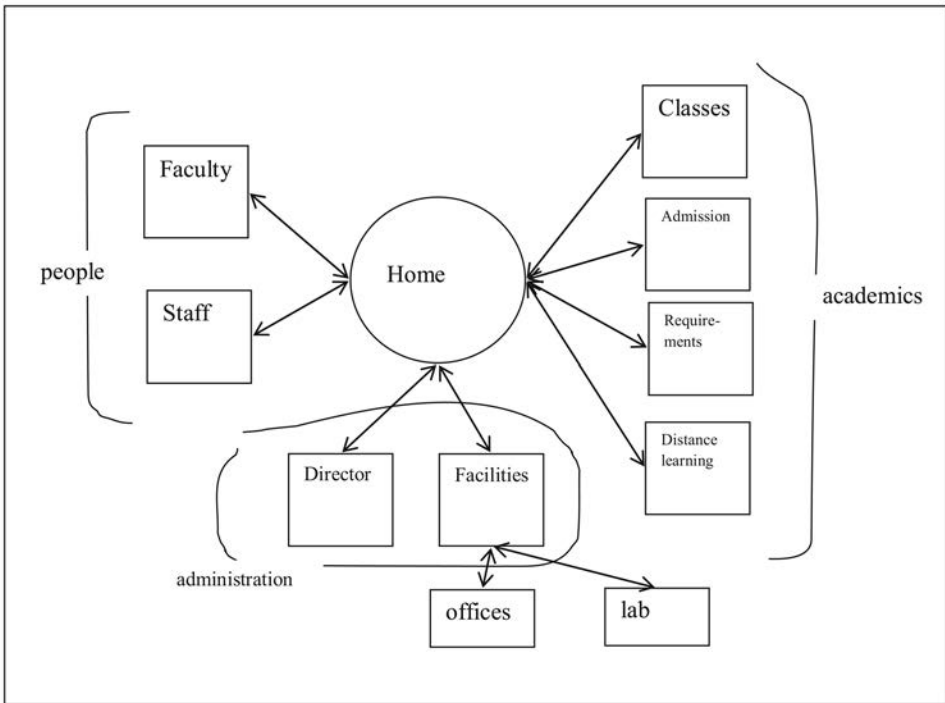 people
Faculty
Staff
Home
Classes
Admission
Require-
ments
Distance
learning
academics
Director
Facilities
administration
offices
lab